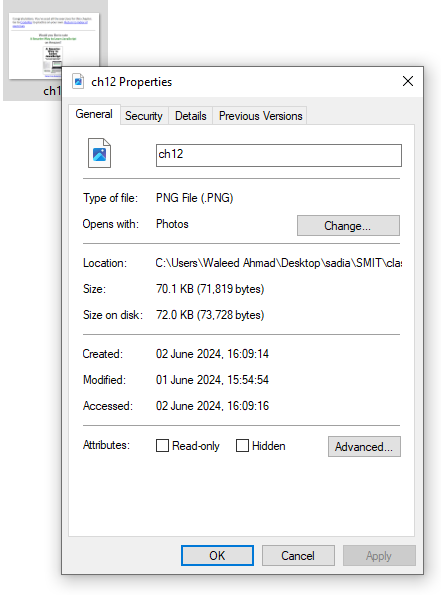 ch12 Properties
General Security Details Previous Versions
ch12
Type of file: PNG File (.PNG)
Opens with: Photos Change...
Location: C:\Users\Waleed Ahmad\Desktop\sadia\SMIT\clas
Size: 70.1 KB (71,819 bytes)
Size on disk: 72.0 KB (73,728 bytes)
Created: 02 June 2024, 16:09:14
Modified: 01 June 2024, 15:54:54
Accessed: 02 June 2024, 16:09:16
Attributes: Read-only Hidden Advanced...
OK Cancel Apply